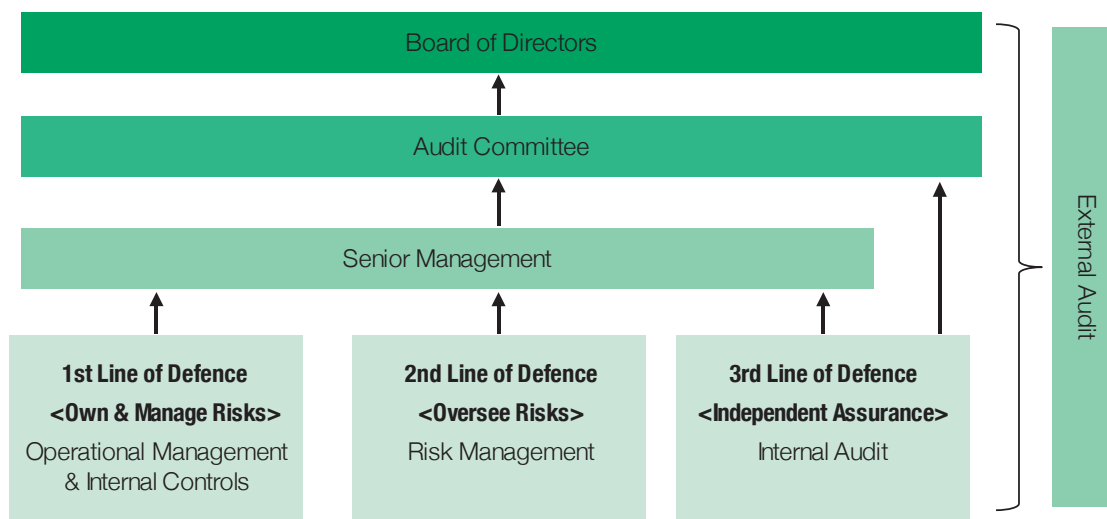 Board of Directors
Audit Committee
Senior Management
1st Line of Defence
<Own & Manage Risks>
Operational Management
& Internal Controls
2nd Line of Defence
<Oversee Risks>
Risk Management
3rd Line of Defence
<Independent Assurance>
Internal Audit
External Audit